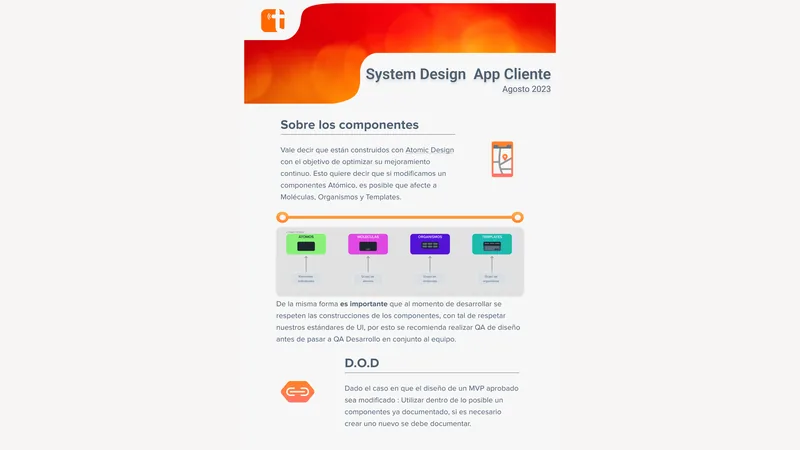 System Design App Cliente
Agosto 2023
Sobre los componentes
Vale decir que están construidos con Atomic Design
con el objetivo de optimizar su mejoramiento
continuo. Esto quiere decir que si modificamos un
componentes Atómico, es posible que afecte a
Moléculas, Organismos y Templates.
ATOMOS MOLECULAS ORGANISMOS TEMPLATES
De la misma forma es importante que al momento de desarrollar se
respeten las construcciones de los componentes, con tal de respetar
nuestros estándares de UI, por esto se recomienda realizar QA de diseño
antes de pasar a QA Desarrollo en conjunto al equipo.
D.O.D
Dado el caso en que el diseño de un MVP aprobado
sea modificado : Utilizar dentro de lo posible un
componentes ya documentado, si es necesario
crear uno nuevo se debe documentar.